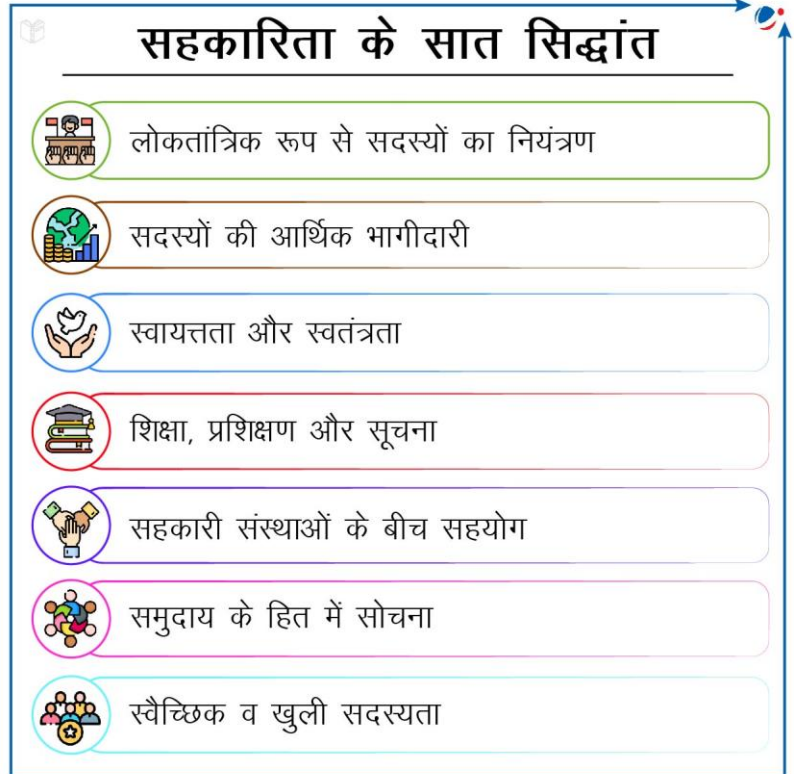 सहकारिता के सात सिद्धांत
लोकतांत्रिक रूप से सदस्यों का नियंत्रण
सदस्यों की आर्थिक भागीदारी
स्वायत्तता और स्वतंत्रता
शिक्षा, प्रशिक्षण और सूचना
सहकारी संस्थाओं के बीच सहयोग
समुदाय के हित में सोचना
स्वैच्छिक व खुली सदस्यता